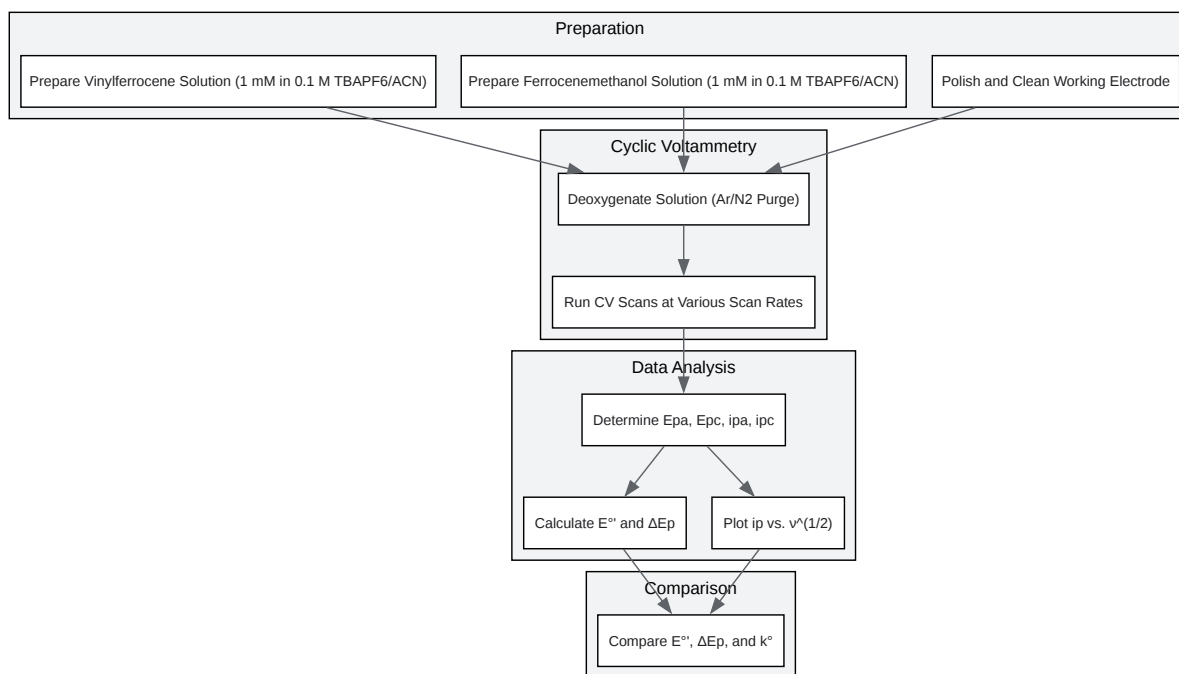 Preparation
Prepare Vinylferrocene Solution (1 mM in 0.1 M TBAPF6/ACN)
Prepare Ferrocenemethanol Solution (1 mM in 0.1 M TBAPF6/ACN)
Polish and Clean Working Electrode
Cyclic Voltammetry
Deoxygenate Solution (Ar/N2 Purge)
Run CV Scans at Various Scan Rates
Data Analysis
Determine Epa, Epc, ipa, ipc
Calculate E°' and ΔEp
Plot ip vs. ν^(1/2)
Comparison
Compare E°', ΔEp, and k°